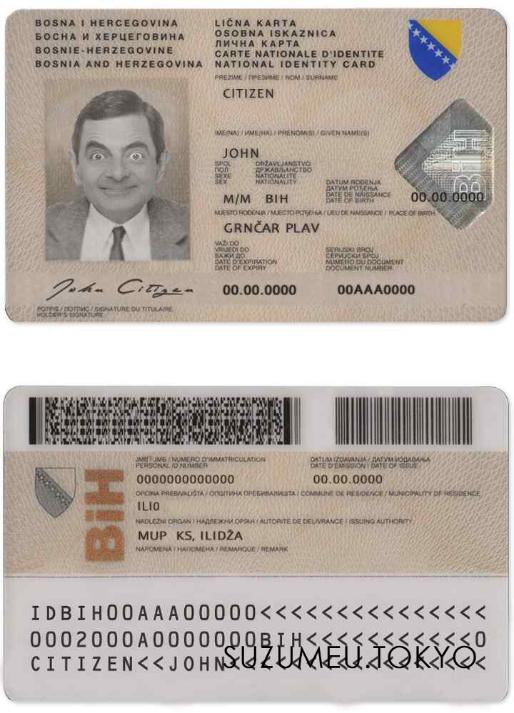 BOSNA I HERCEGOVINA
БОСНА И ХЕРЦЕГОВИНА
BOSNIE-HERZEGOVINE
BOSNIA AND HERZEGOVINA
LIČNA KARTA
OSOBNA ISKAZNICA
ЛИЧНА КАРТА
CARTE NATIONALE D'IDENTITE
NATIONAL IDENTITY CARD
PREZIME / ПРЕЗИМЕ / NOM / SURNAME
CITIZEN
IME(NA) / ИМЕ(НА) / PRENOM(S) / GIVEN NAME(S)
JOHN
SPOL
ПОЛ
SEXE
SEX
DRŽAVLJANSTVO
ДРЖАВЉАНСТВО
NATIONALITE
NATIONALITY
DATUM ROĐENJA
ДАТУМ РОЂЕЊА
DATE DE NAISSANCE
DATE OF BIRTH
M/M BIH
00.00.0000
BIH
MJESTO ROĐENJA / МЈЕСТО РОЂЕЊА / LIEU DE NAISSANCE / PLACE OF BIRTH
GRNČAR PLAV
VAŽI DO
VRIJEDI DO
ВАЖИ ДО
DATE D'EXPIRATION
DATE OF EXPIRY
SERIJSKI BROJ
СЕРИЈСКИ БРОЈ
NUMERO DU DOCUMENT
DOCUMENT NUMBER
00.00.0000
00AAA0000
John Citizen
POTPIS / ПОТПИС / SIGNATURE DU TITULAIRE
HOLDER'S SIGNATURE
JMB / ЈМБ / NUMERO D'IMMATRICULATION
PERSONAL ID NUMBER
0000000000000
DATUM IZDAVANJA / ДАТУМ ИЗДАВАЊА
DATE D'EMISSION / DATE OF ISSUE
00.00.0000
OPĆINA PREBIVALIŠTA / ОПШТИНА ПРЕБИВАЛИШТА / COMMUNE DE RESIDENCE / MUNICIPALITY OF RESIDENCE
ILI0
BiH
NADLEŽNI ORGAN / НАДЛЕЖНИ ОРГАН / AUTORITE DE DELIVRANCE / ISSUING AUTHORITY
MUP KS, ILIDŽA
NAPOMENA / НАПОМЕНА / REMARQUE / REMARK
IDBIH00AAA00000<<<<<<<<<<<<<<<
0002000A0000000BIH<<<<<<<<<<<0
CITIZEN<<JOHN<<<<<<<<<<<<<<<<<
SUZUMEU.TOKYO